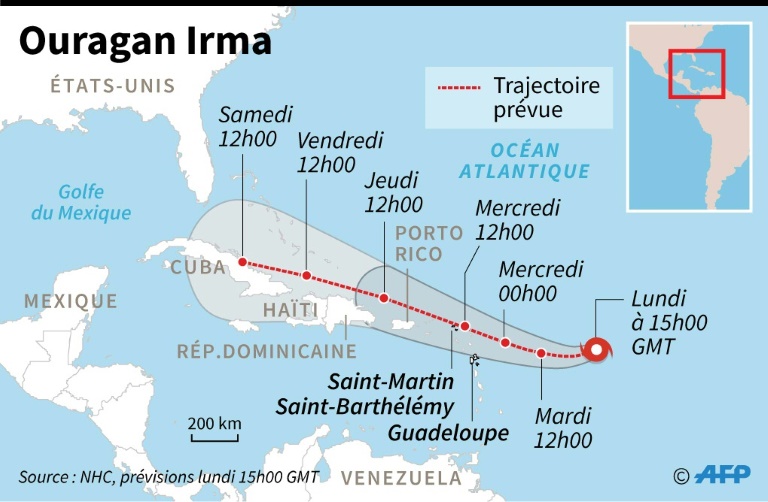 Ouragan Irma
ÉTATS-UNIS
Trajectoire
prévue
Samedi
12h00
Vendredi
12h00
Jeudi
12h00
OCÉAN
ATLANTIQUE
Golfe
du Mexique
Mercredi
12h00
PORTO
RICO
Mercredi
00h00
CUBA
MEXIQUE
HAÏTI
Lundi
à 15h00
GMT
RÉP.DOMINICAINE
Saint-Martin
Saint-Barthélémy
Guadeloupe
Mardi
12h00
200 km
Source : NHC, prévisions lundi 15h00 GMT
VENEZUELA
© AFP